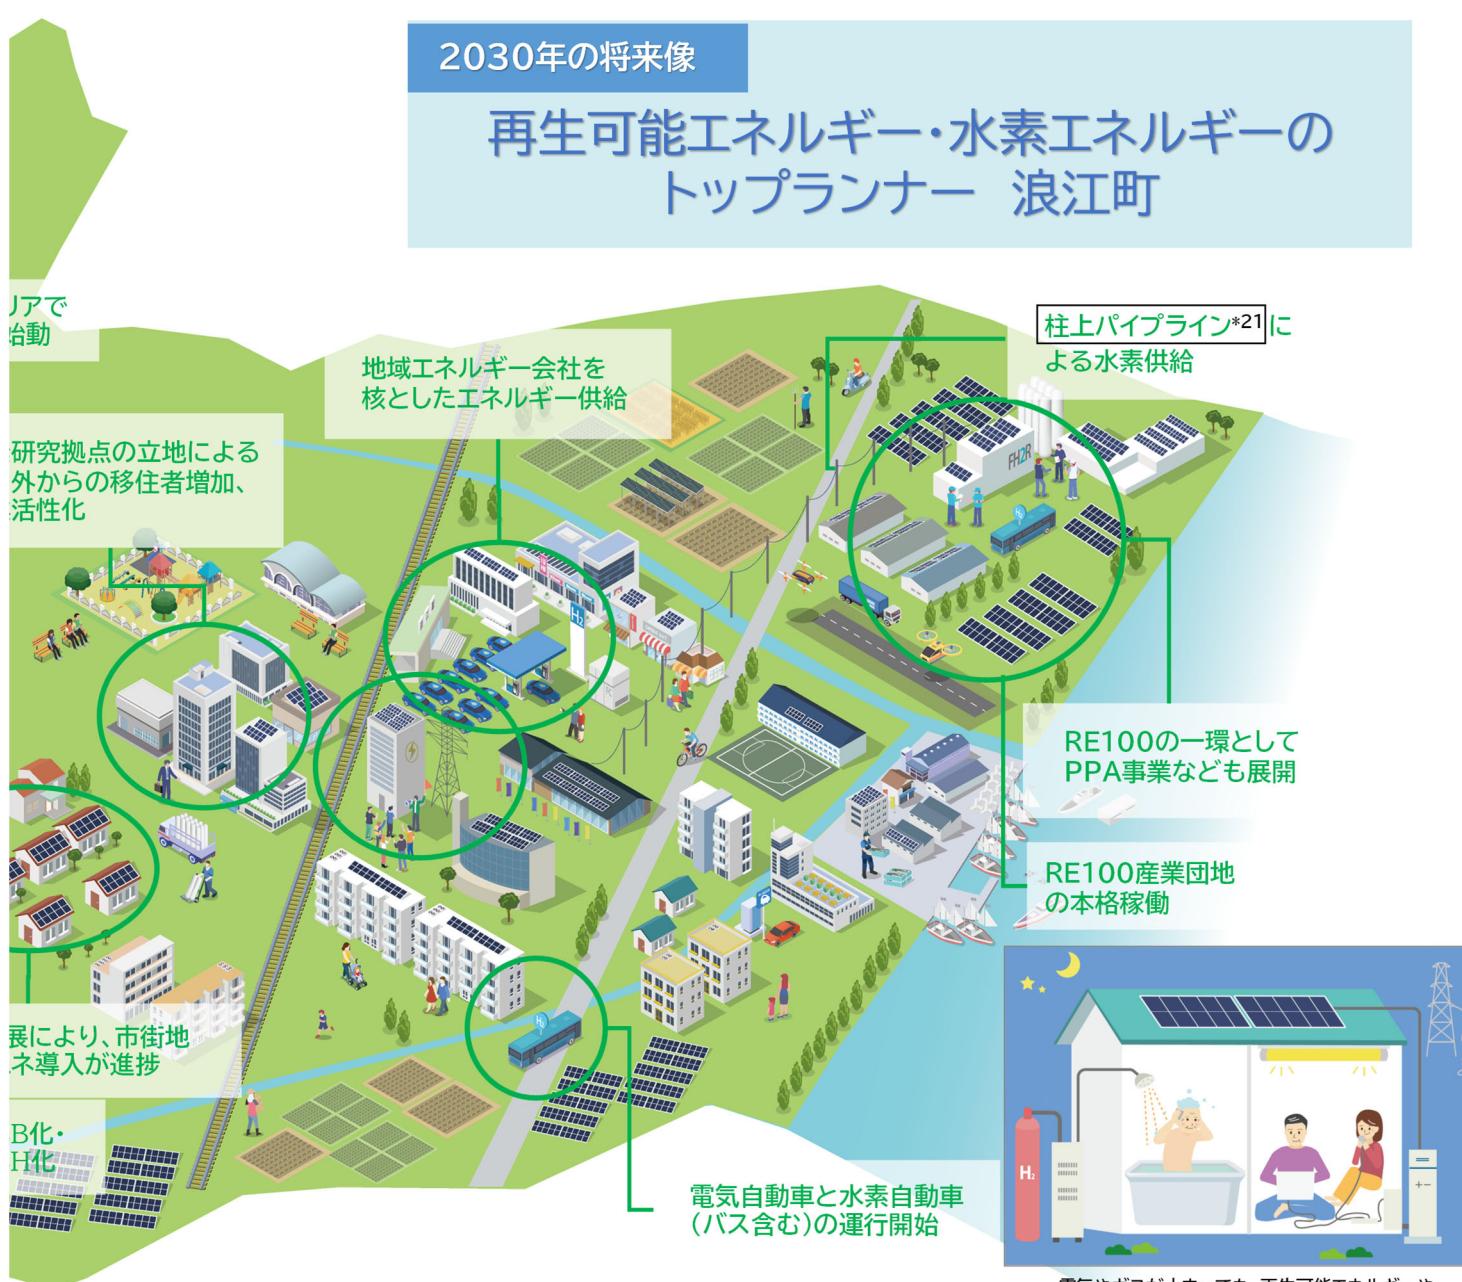 2030年の将来像
再生可能エネルギー・水素エネルギーの
トップランナー　浪江町
リアで
始動
地域エネルギー会社を
核としたエネルギー供給
柱上パイプライン*21に
よる水素供給
研究拠点の立地による
外からの移住者増加、
活性化
FH2R
H2
H2
RE100の一環として
PPA事業なども展開
RE100産業団地
の本格稼働
展により、市街地
ネ導入が進捗
H2
B化・
H化
電気自動車と水素自動車
（バス含む）の運行開始
H₂